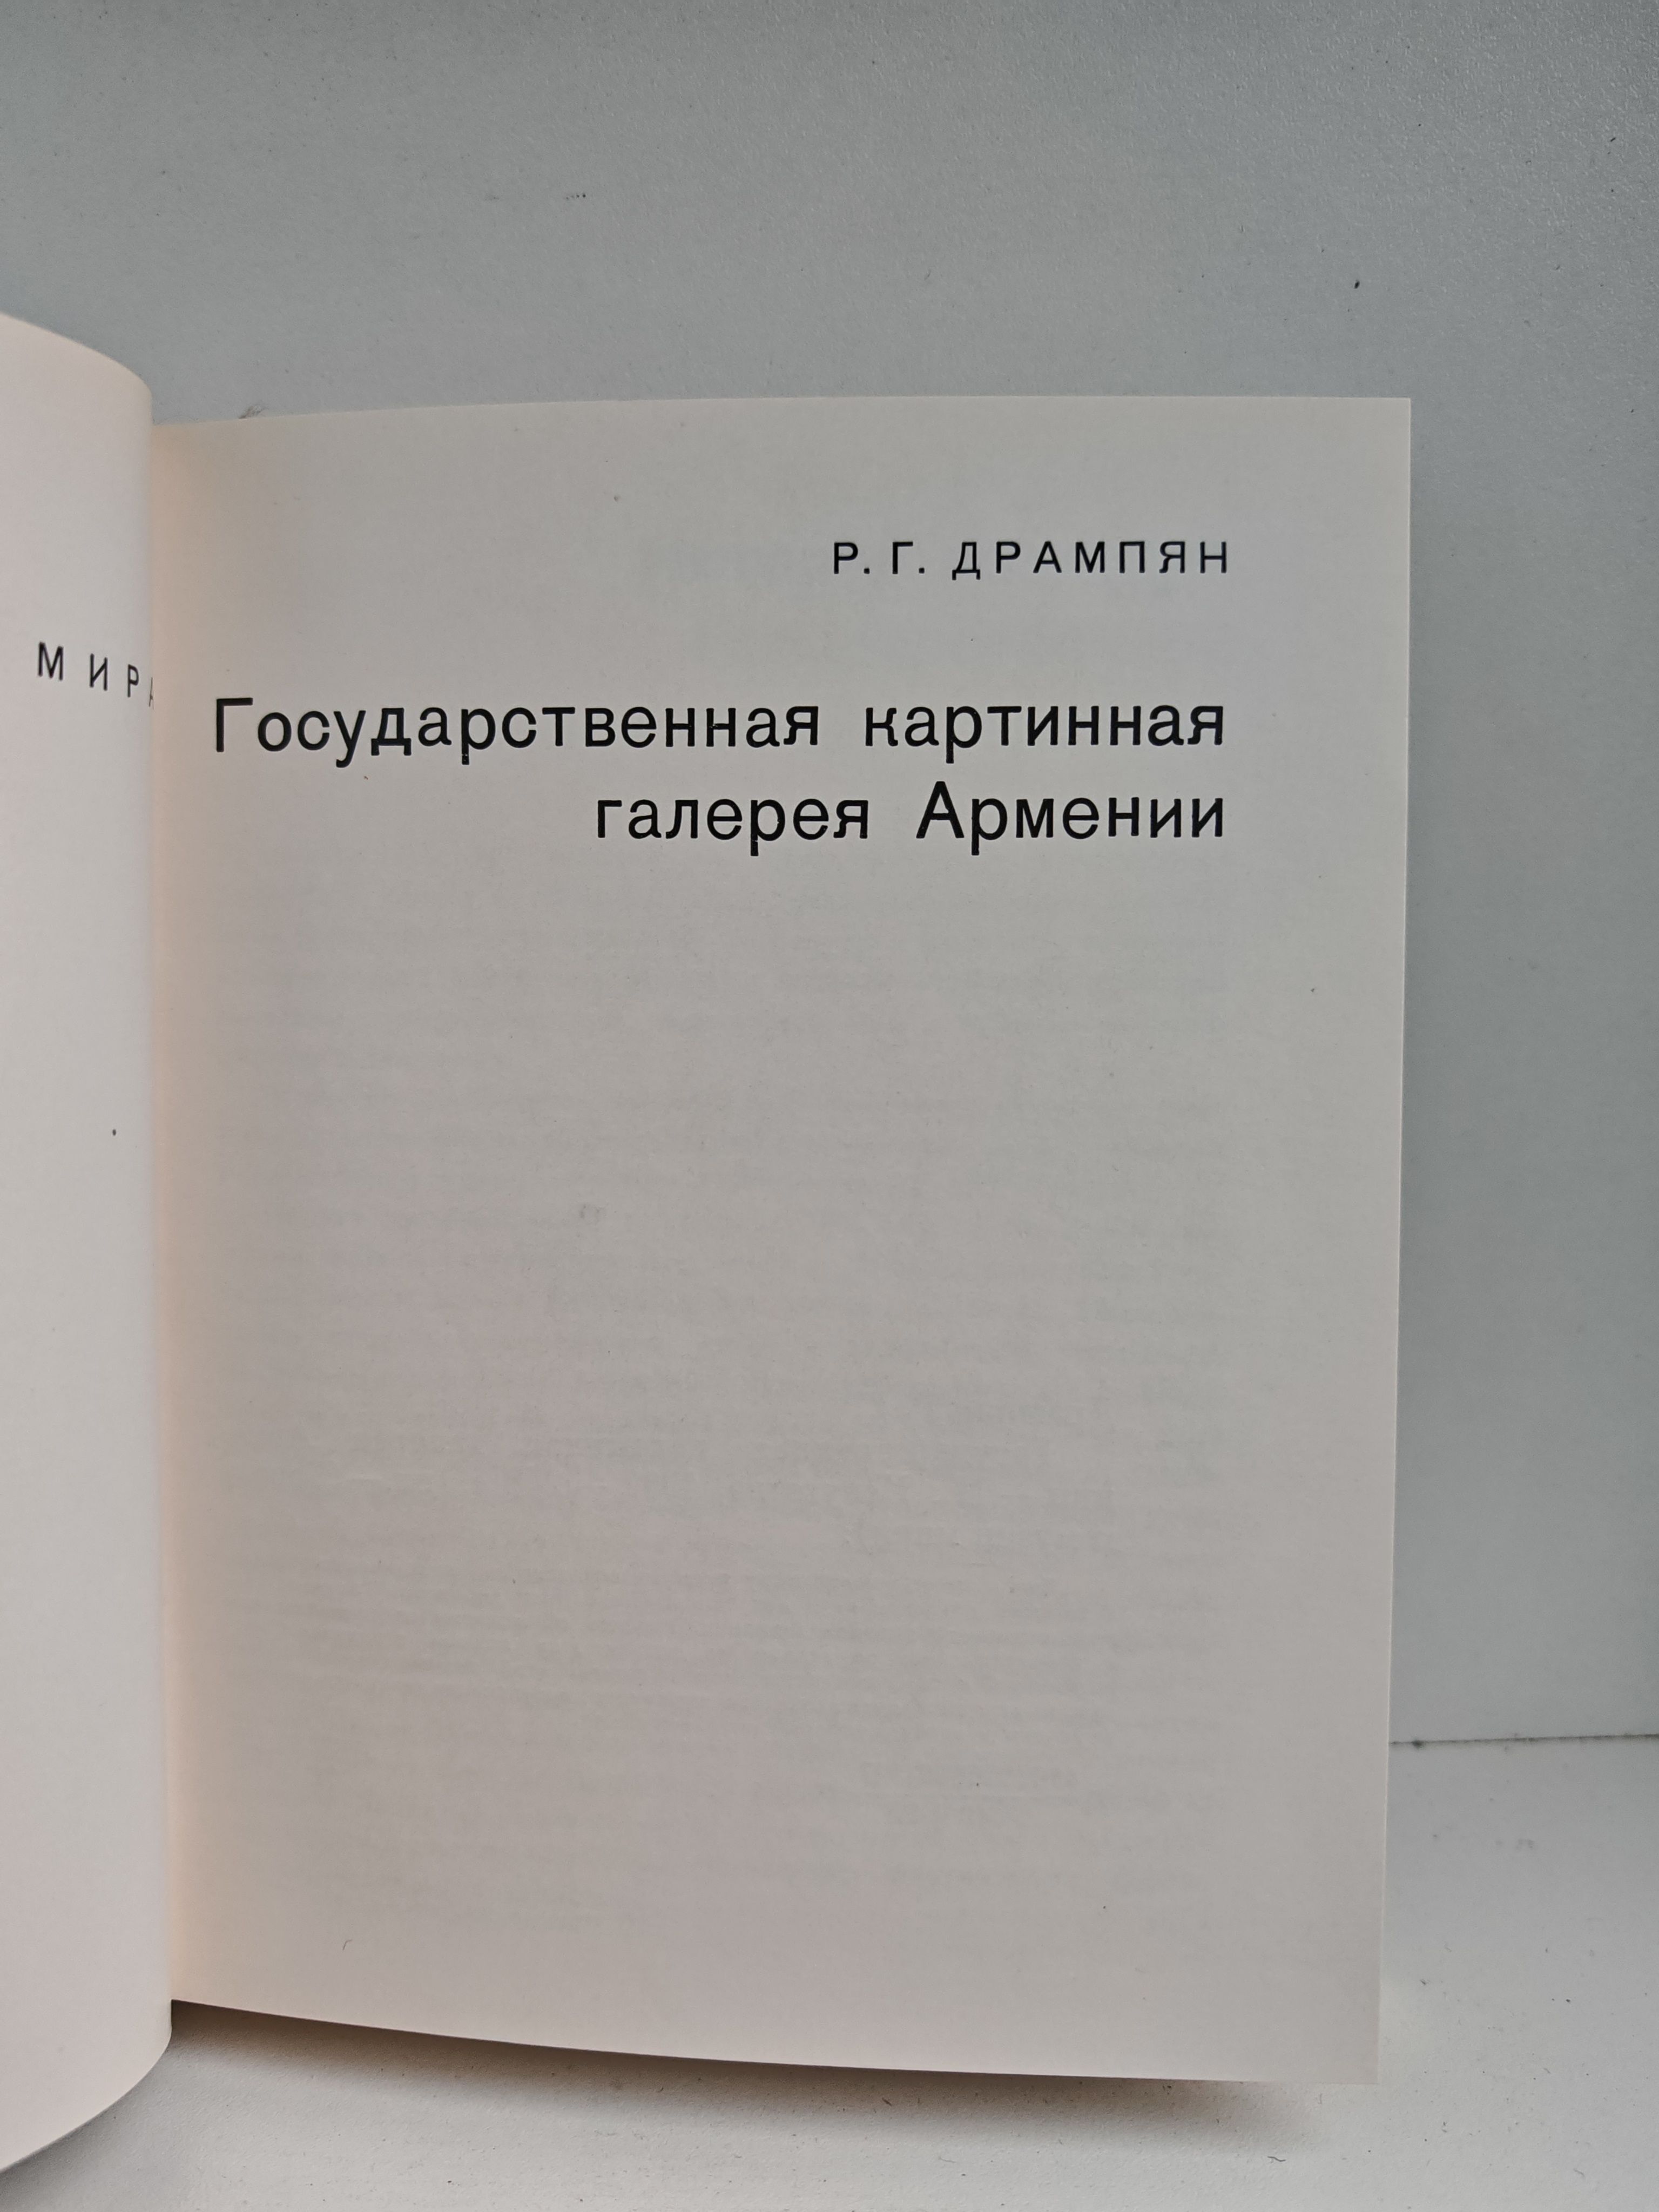 МИРА
Р. Г. ДРАМПЯН
Государственная картинная
галерея Армении